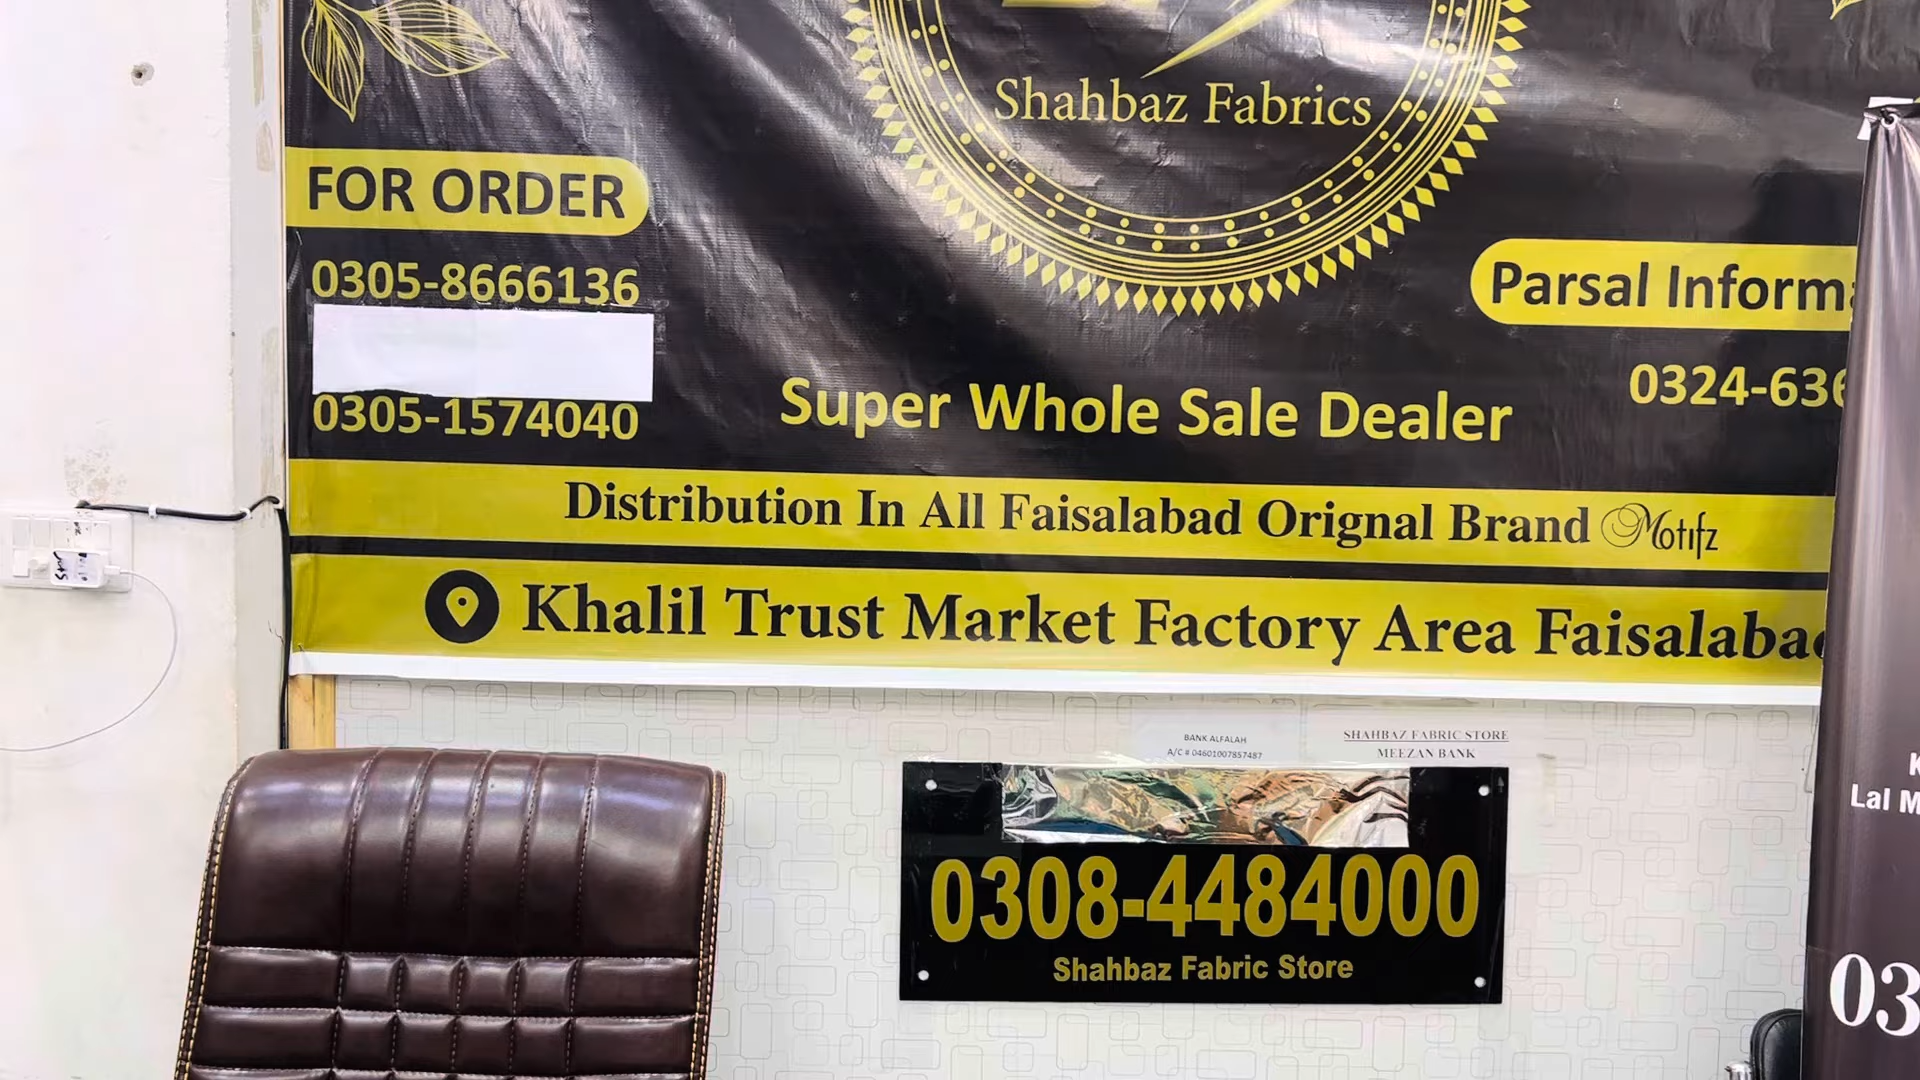 Shahbaz Fabrics
FOR ORDER
0305-8666136
0305-1574040
Parsal Inform
0324-636
Super Whole Sale Dealer
Distribution In All Faisalabad Orignal Brand Motifz
Khalil Trust Market Factory Area Faisalabad
BANK ALFALAH
A/C # 04601007857487
SHAHBAZ FABRIC STORE
MEEZAN BANK
0308-4484000
Shahbaz Fabric Store
Lal M
03